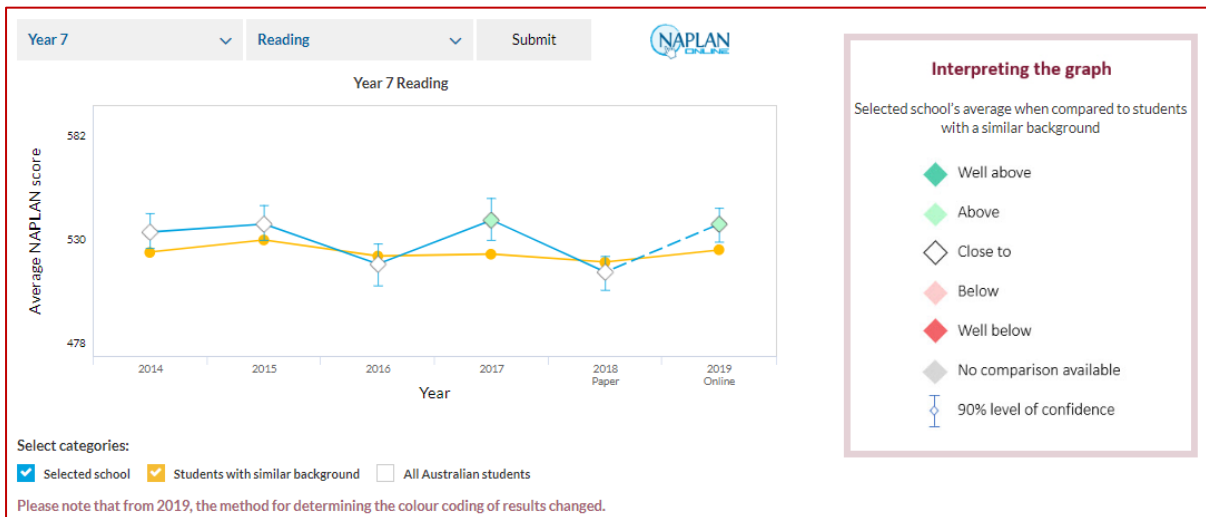 Year 7
Reading
Submit
NAPLAN
ONLINE
Year 7 Reading
Average NAPLAN score
582
530
478
2014
2015
2016
2017
2018
Paper
2019
Online
Year
Select categories:
Selected school
Students with similar background
All Australian students
Please note that from 2019, the method for determining the colour coding of results changed.
Interpreting the graph
Selected school's average when compared to students
with a similar background
Well above
Above
Close to
Below
Well below
No comparison available
90% level of confidence